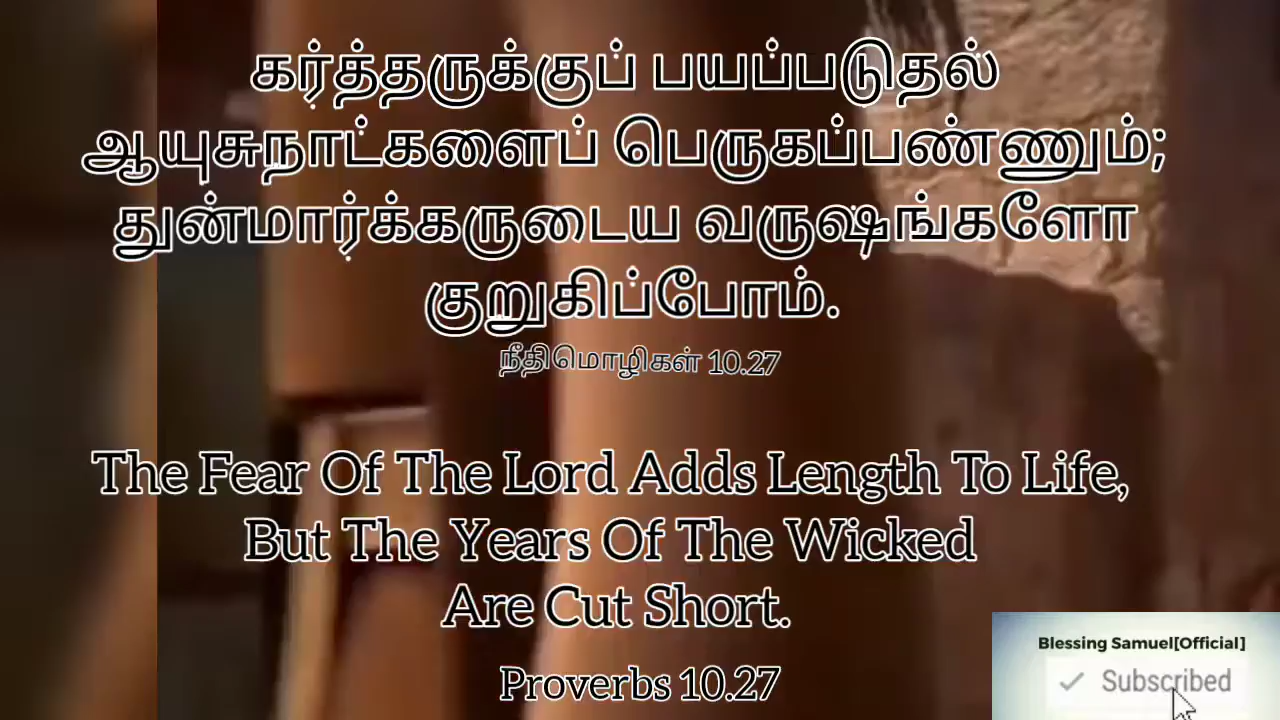 கர்த்தருக்குப் பயப்படுதல்
ஆயுசுநாட்களைப் பெருகப்பண்ணும்;
துன்மார்க்கருடைய வருஷங்களோ
குறுகிப்போம்.
நீதிமொழிகள் 10.27
The Fear Of The Lord Adds Length To Life,
But The Years Of The Wicked
Are Cut Short.
Proverbs 10.27
Blessing Samuel[Official]
Subscribed